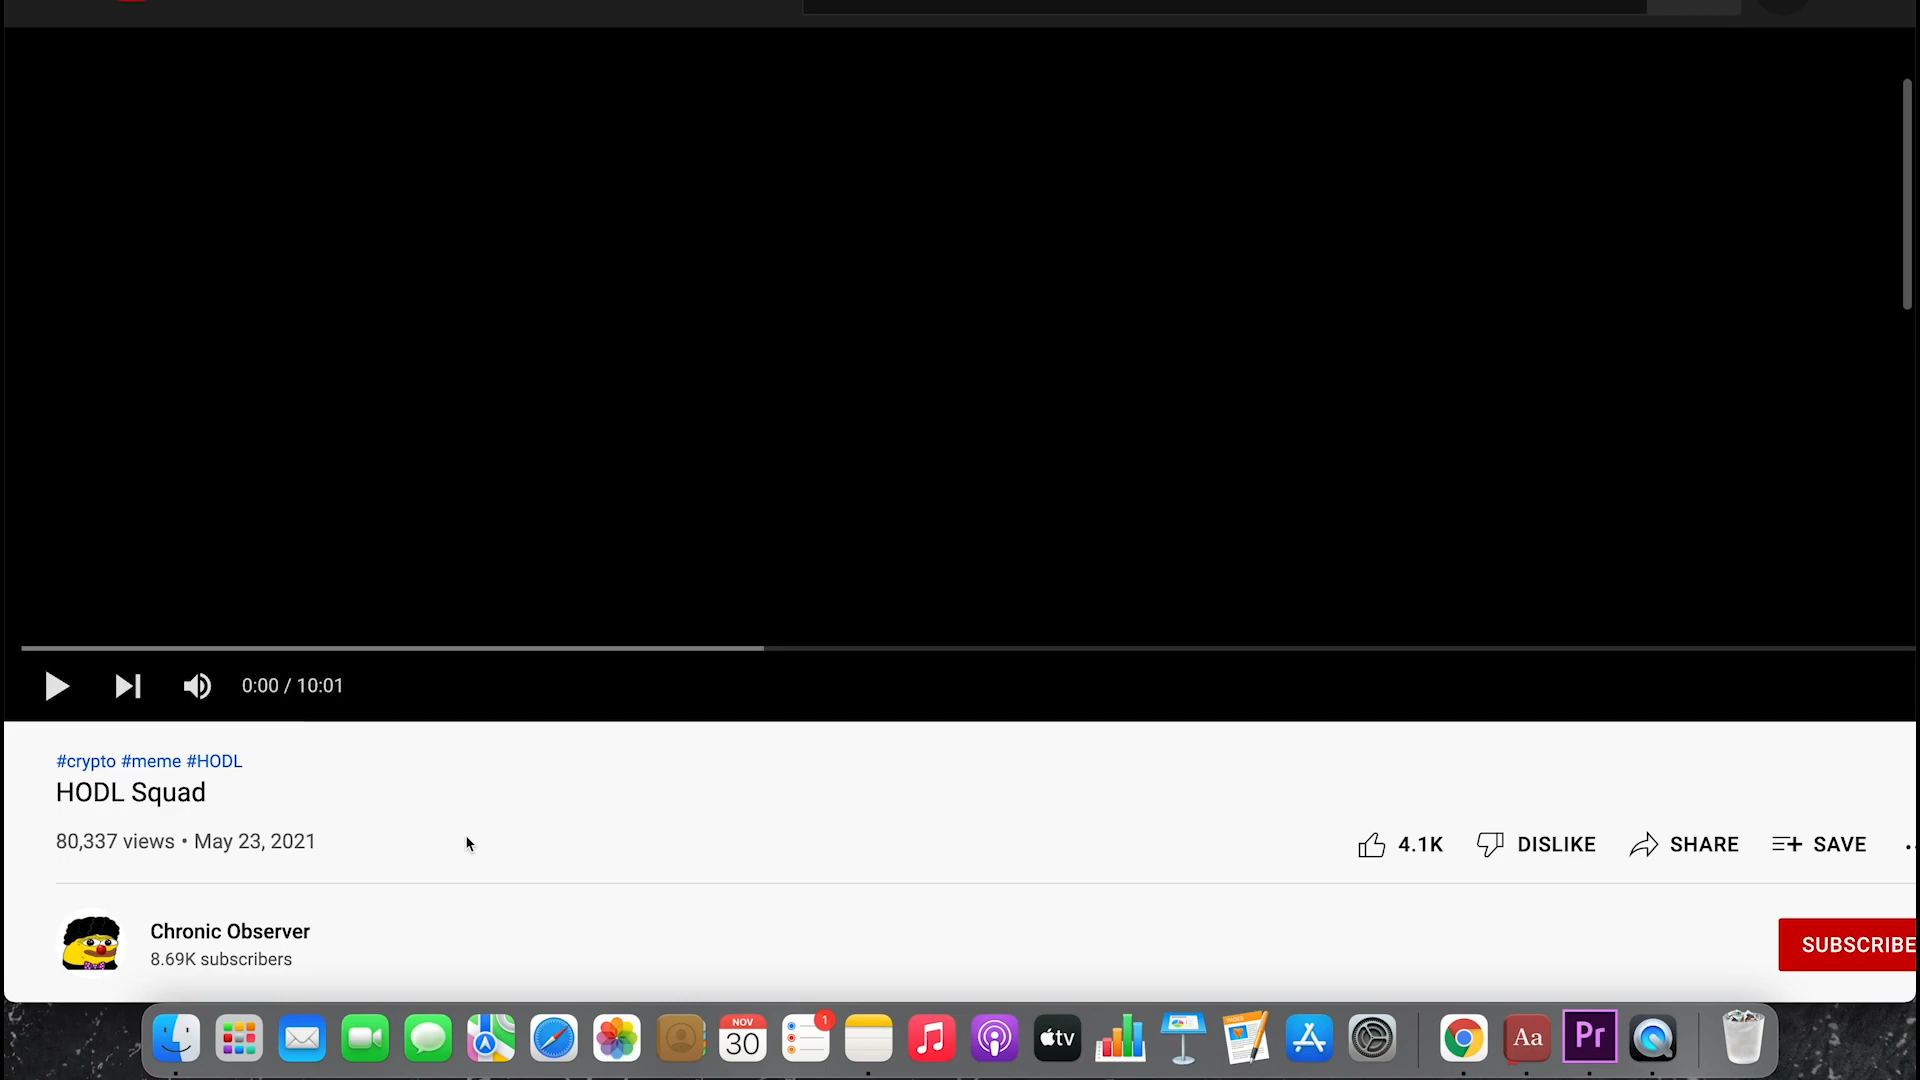 0:00 / 10:01
#crypto #meme #HODL
HODL Squad
80,337 views • May 23, 2021
4.1K DISLIKE SHARE SAVE
Chronic Observer
8.69K subscribers
SUBSCRIBE
NOV
30
1
tv
Aa
Pr